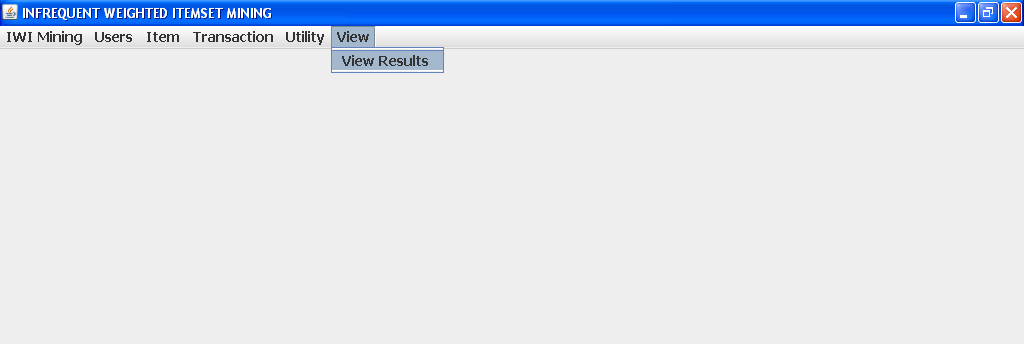 INFREQUENT WEIGHTED ITEMSET MINING
IWI Mining Users Item Transaction Utility View
View Results